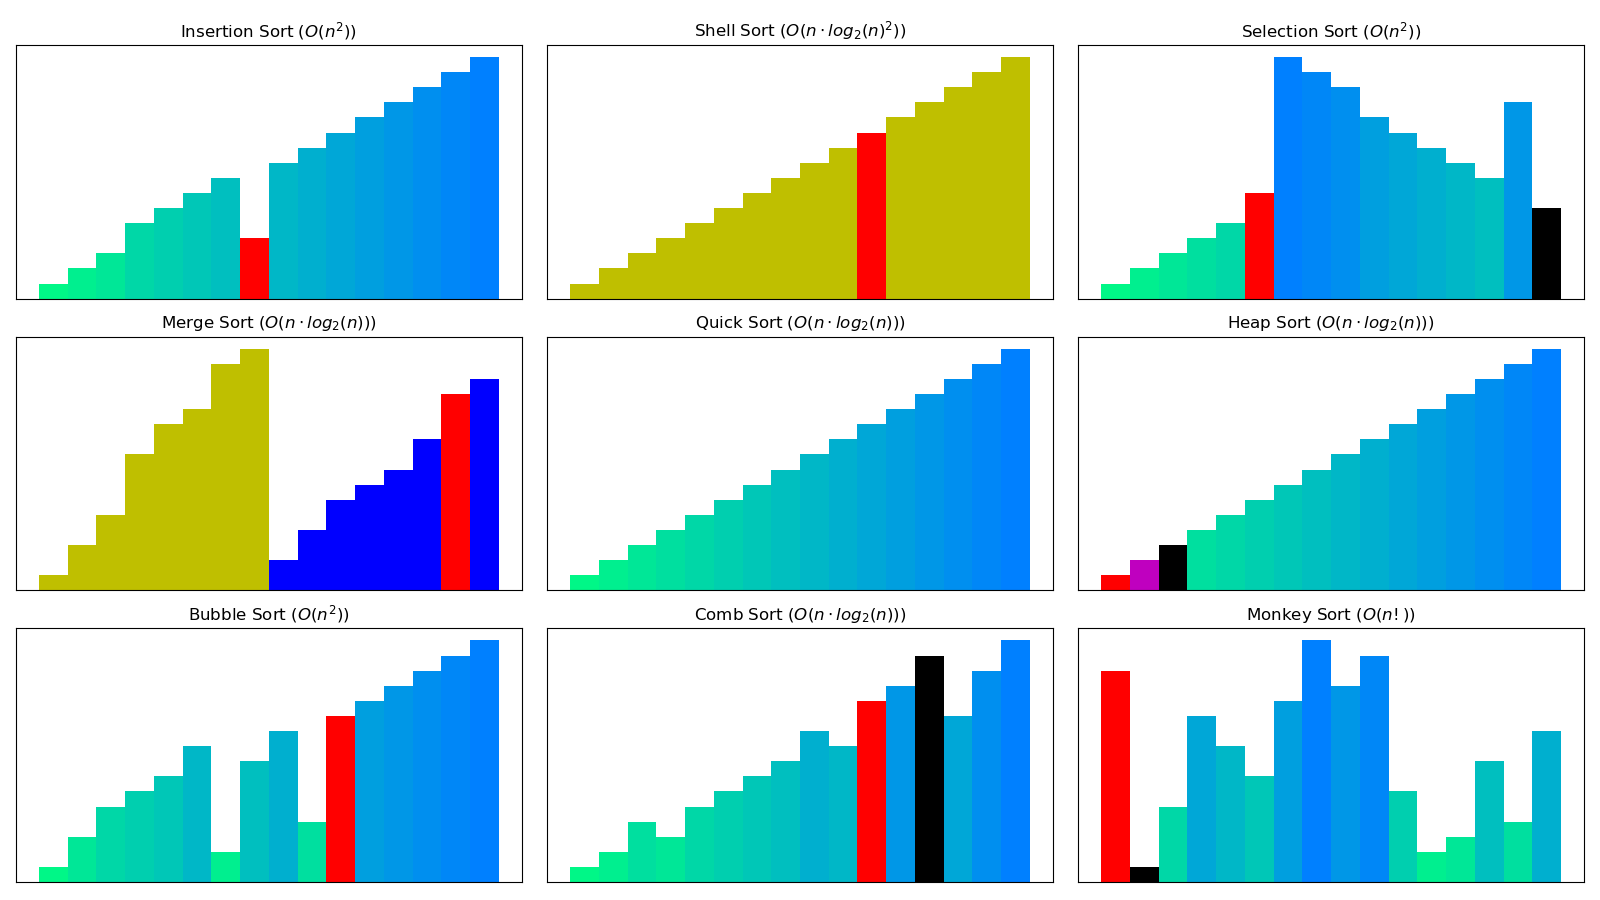 Insertion Sort (O(n²))
Shell Sort (O(n · log₂(n)²))
Selection Sort (O(n²))
Merge Sort (O(n · log₂(n)))
Quick Sort (O(n · log₂(n)))
Heap Sort (O(n · log₂(n)))
Bubble Sort (O(n²))
Comb Sort (O(n · log₂(n)))
Monkey Sort (O(n!))